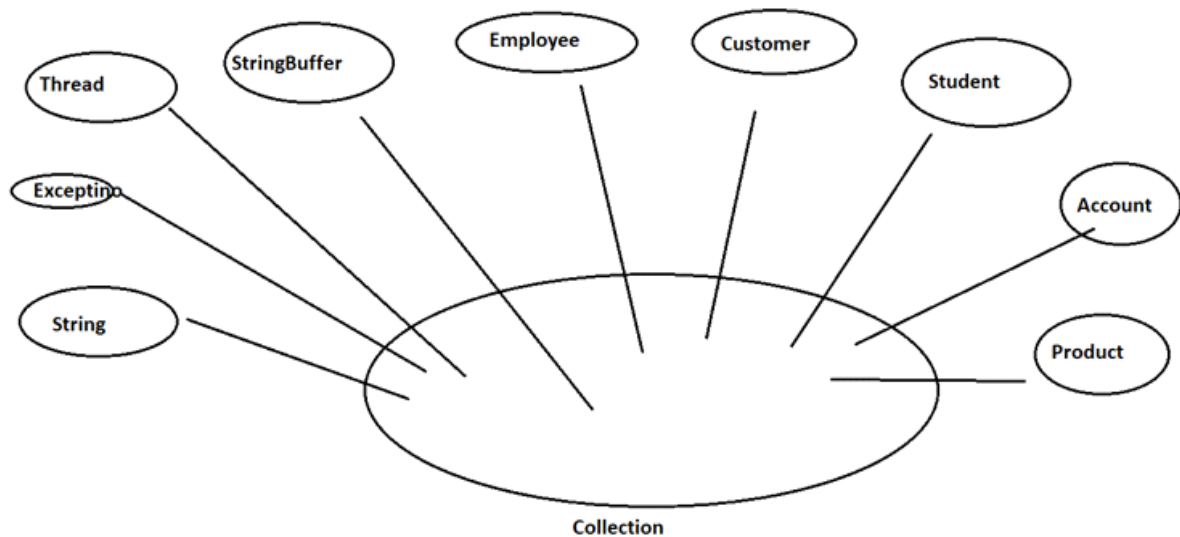 Employee
Customer
StringBuffer
Student
Thread
Exceptino
Account
String
Product
Collection